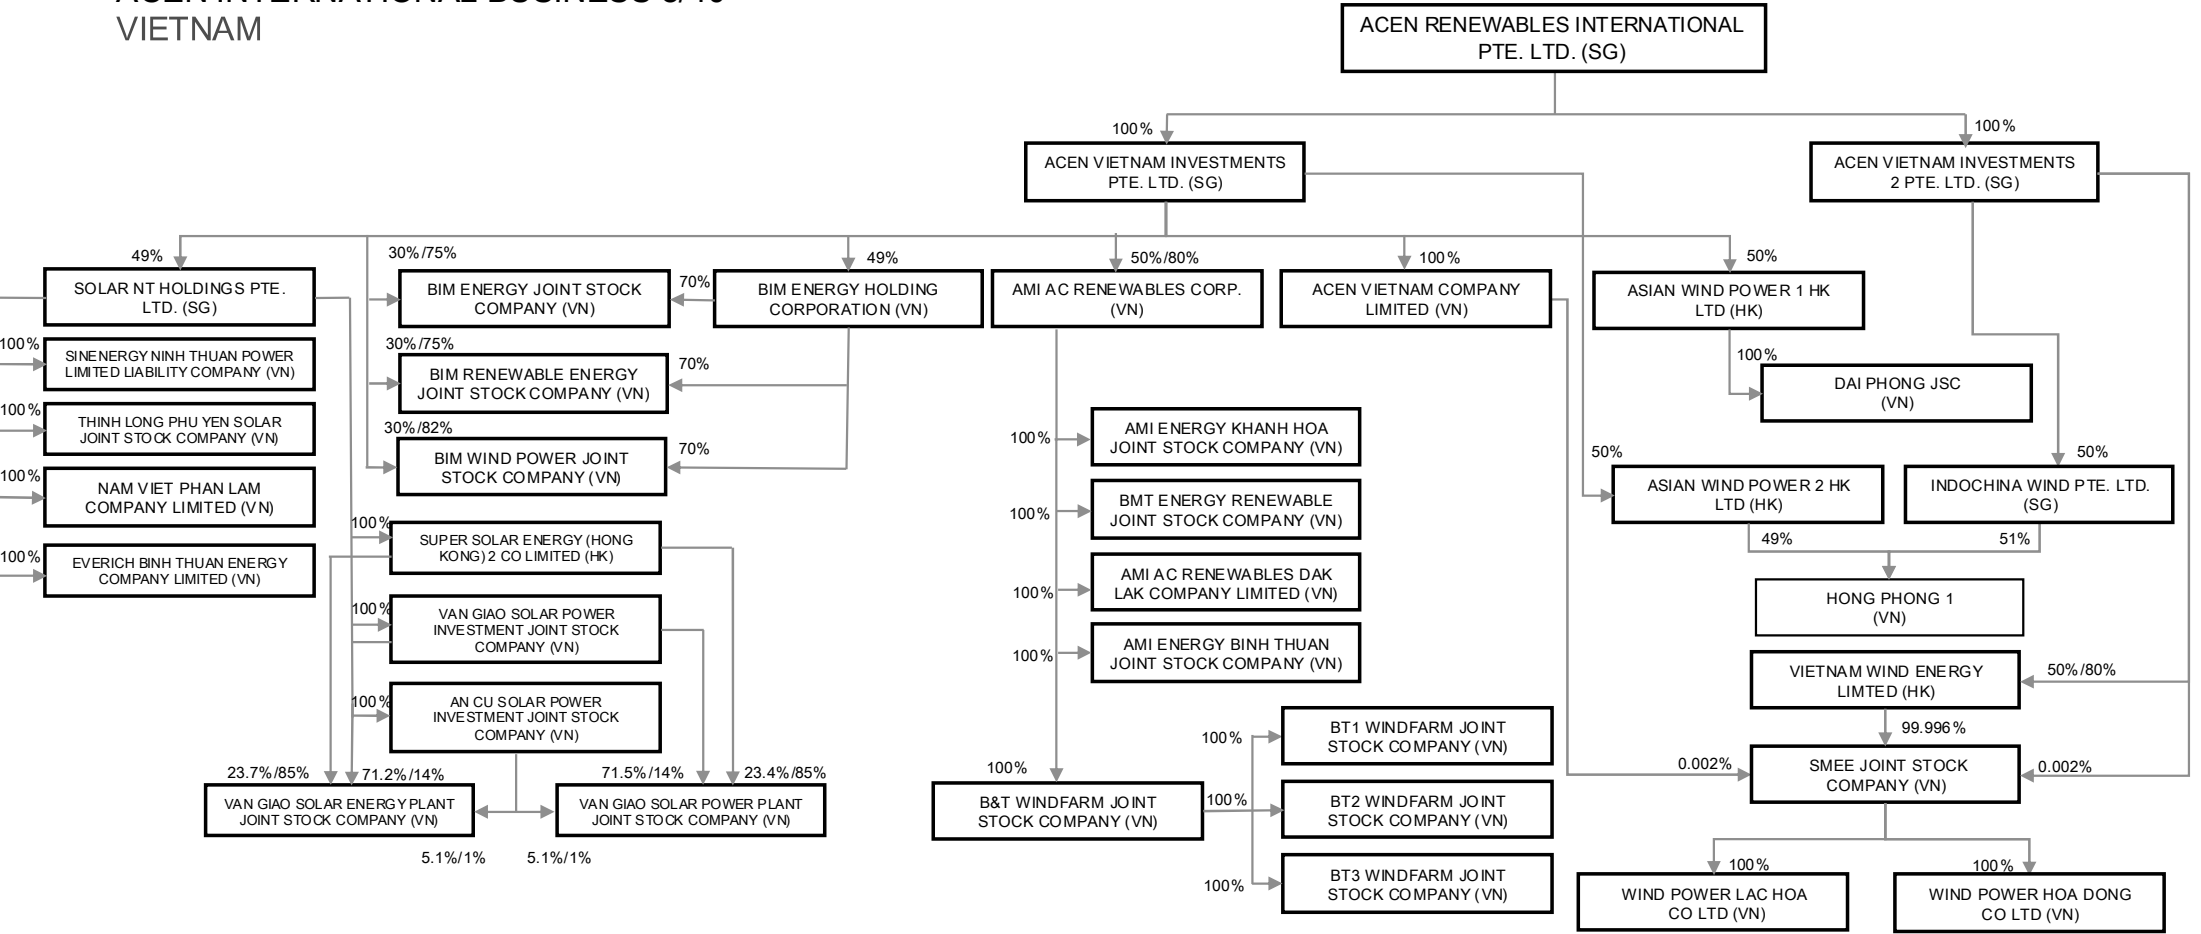 VIETNAM
ACEN RENEWABLES INTERNATIONAL
PTE. LTD. (SG)
100%
100%
ACEN VIETNAM INVESTMENTS
PTE. LTD. (SG)
ACEN VIETNAM INVESTMENTS
2 PTE. LTD. (SG)
49%
30%/75%
49%
50%/80%
100%
50%
SOLAR NT HOLDINGS PTE.
LTD. (SG)
BIM ENERGY JOINT STOCK
COMPANY (VN)
70%
BIM ENERGY HOLDING
CORPORATION (VN)
AMI AC RENEWABLES CORP.
(VN)
ACEN VIETNAM COMPANY
LIMITED (VN)
ASIAN WIND POWER 1 HK
LTD (HK)
100%
SINENERGY NINH THUAN POWER
LIMITED LIABILITY COMPANY (VN)
30%/75%
BIM RENEWABLE ENERGY
JOINT STOCK COMPANY (VN)
70%
100%
DAI PHONG JSC
(VN)
100%
THINH LONG PHU YEN SOLAR
JOINT STOCK COMPANY (VN)
30%/82%
BIM WIND POWER JOINT
STOCK COMPANY (VN)
70%
100%
AMI ENERGY KHANH HOA
JOINT STOCK COMPANY (VN)
50%
50%
100%
NAM VIET PHAN LAM
COMPANY LIMITED (VN)
ASIAN WIND POWER 2 HK
LTD (HK)
INDOCHINA WIND PTE. LTD.
(SG)
100%
BMT ENERGY RENEWABLE
JOINT STOCK COMPANY (VN)
49%
51%
100%
EVERICH BINH THUAN ENERGY
COMPANY LIMITED (VN)
100%
SUPER SOLAR ENERGY (HONG
KONG) 2 CO LIMITED (HK)
100%
AMI AC RENEWABLES DAK
LAK COMPANY LIMITED (VN)
HONG PHONG 1
(VN)
100%
VAN GIAO SOLAR POWER
INVESTMENT JOINT STOCK
COMPANY (VN)
100%
AMI ENERGY BINH THUAN
JOINT STOCK COMPANY (VN)
VIETNAM WIND ENERGY
LIMTED (HK)
50%/80%
100%
AN CU SOLAR POWER
INVESTMENT JOINT STOCK
COMPANY (VN)
99.996%
100%
BT1 WINDFARM JOINT
STOCK COMPANY (VN)
23.7%/85%
71.2%/14%
71.5%/14%
23.4%/85%
100%
0.002%
SMEE JOINT STOCK
COMPANY (VN)
0.002%
VAN GIAO SOLAR ENERGY PLANT
JOINT STOCK COMPANY (VN)
VAN GIAO SOLAR POWER PLANT
JOINT STOCK COMPANY (VN)
B&T WINDFARM JOINT
STOCK COMPANY (VN)
100%
BT2 WINDFARM JOINT
STOCK COMPANY (VN)
5.1%/1%
5.1%/1%
100%
BT3 WINDFARM JOINT
STOCK COMPANY (VN)
100%
100%
WIND POWER LAC HOA
CO LTD (VN)
WIND POWER HOA DONG
CO LTD (VN)